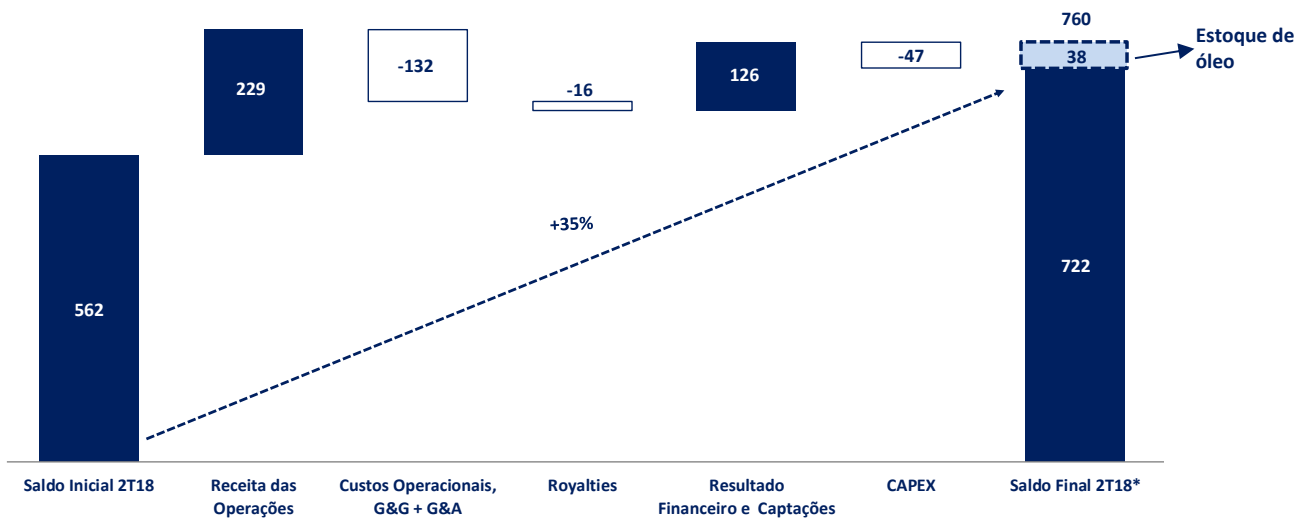 760
Estoque de
óleo
38
-132
-47
229
126
-16
+35%
722
562
Saldo Inicial 2T18
Receita das
Operações
Custos Operacionais,
G&G + G&A
Royalties
Resultado
Financeiro e Captações
CAPEX
Saldo Final 2T18*